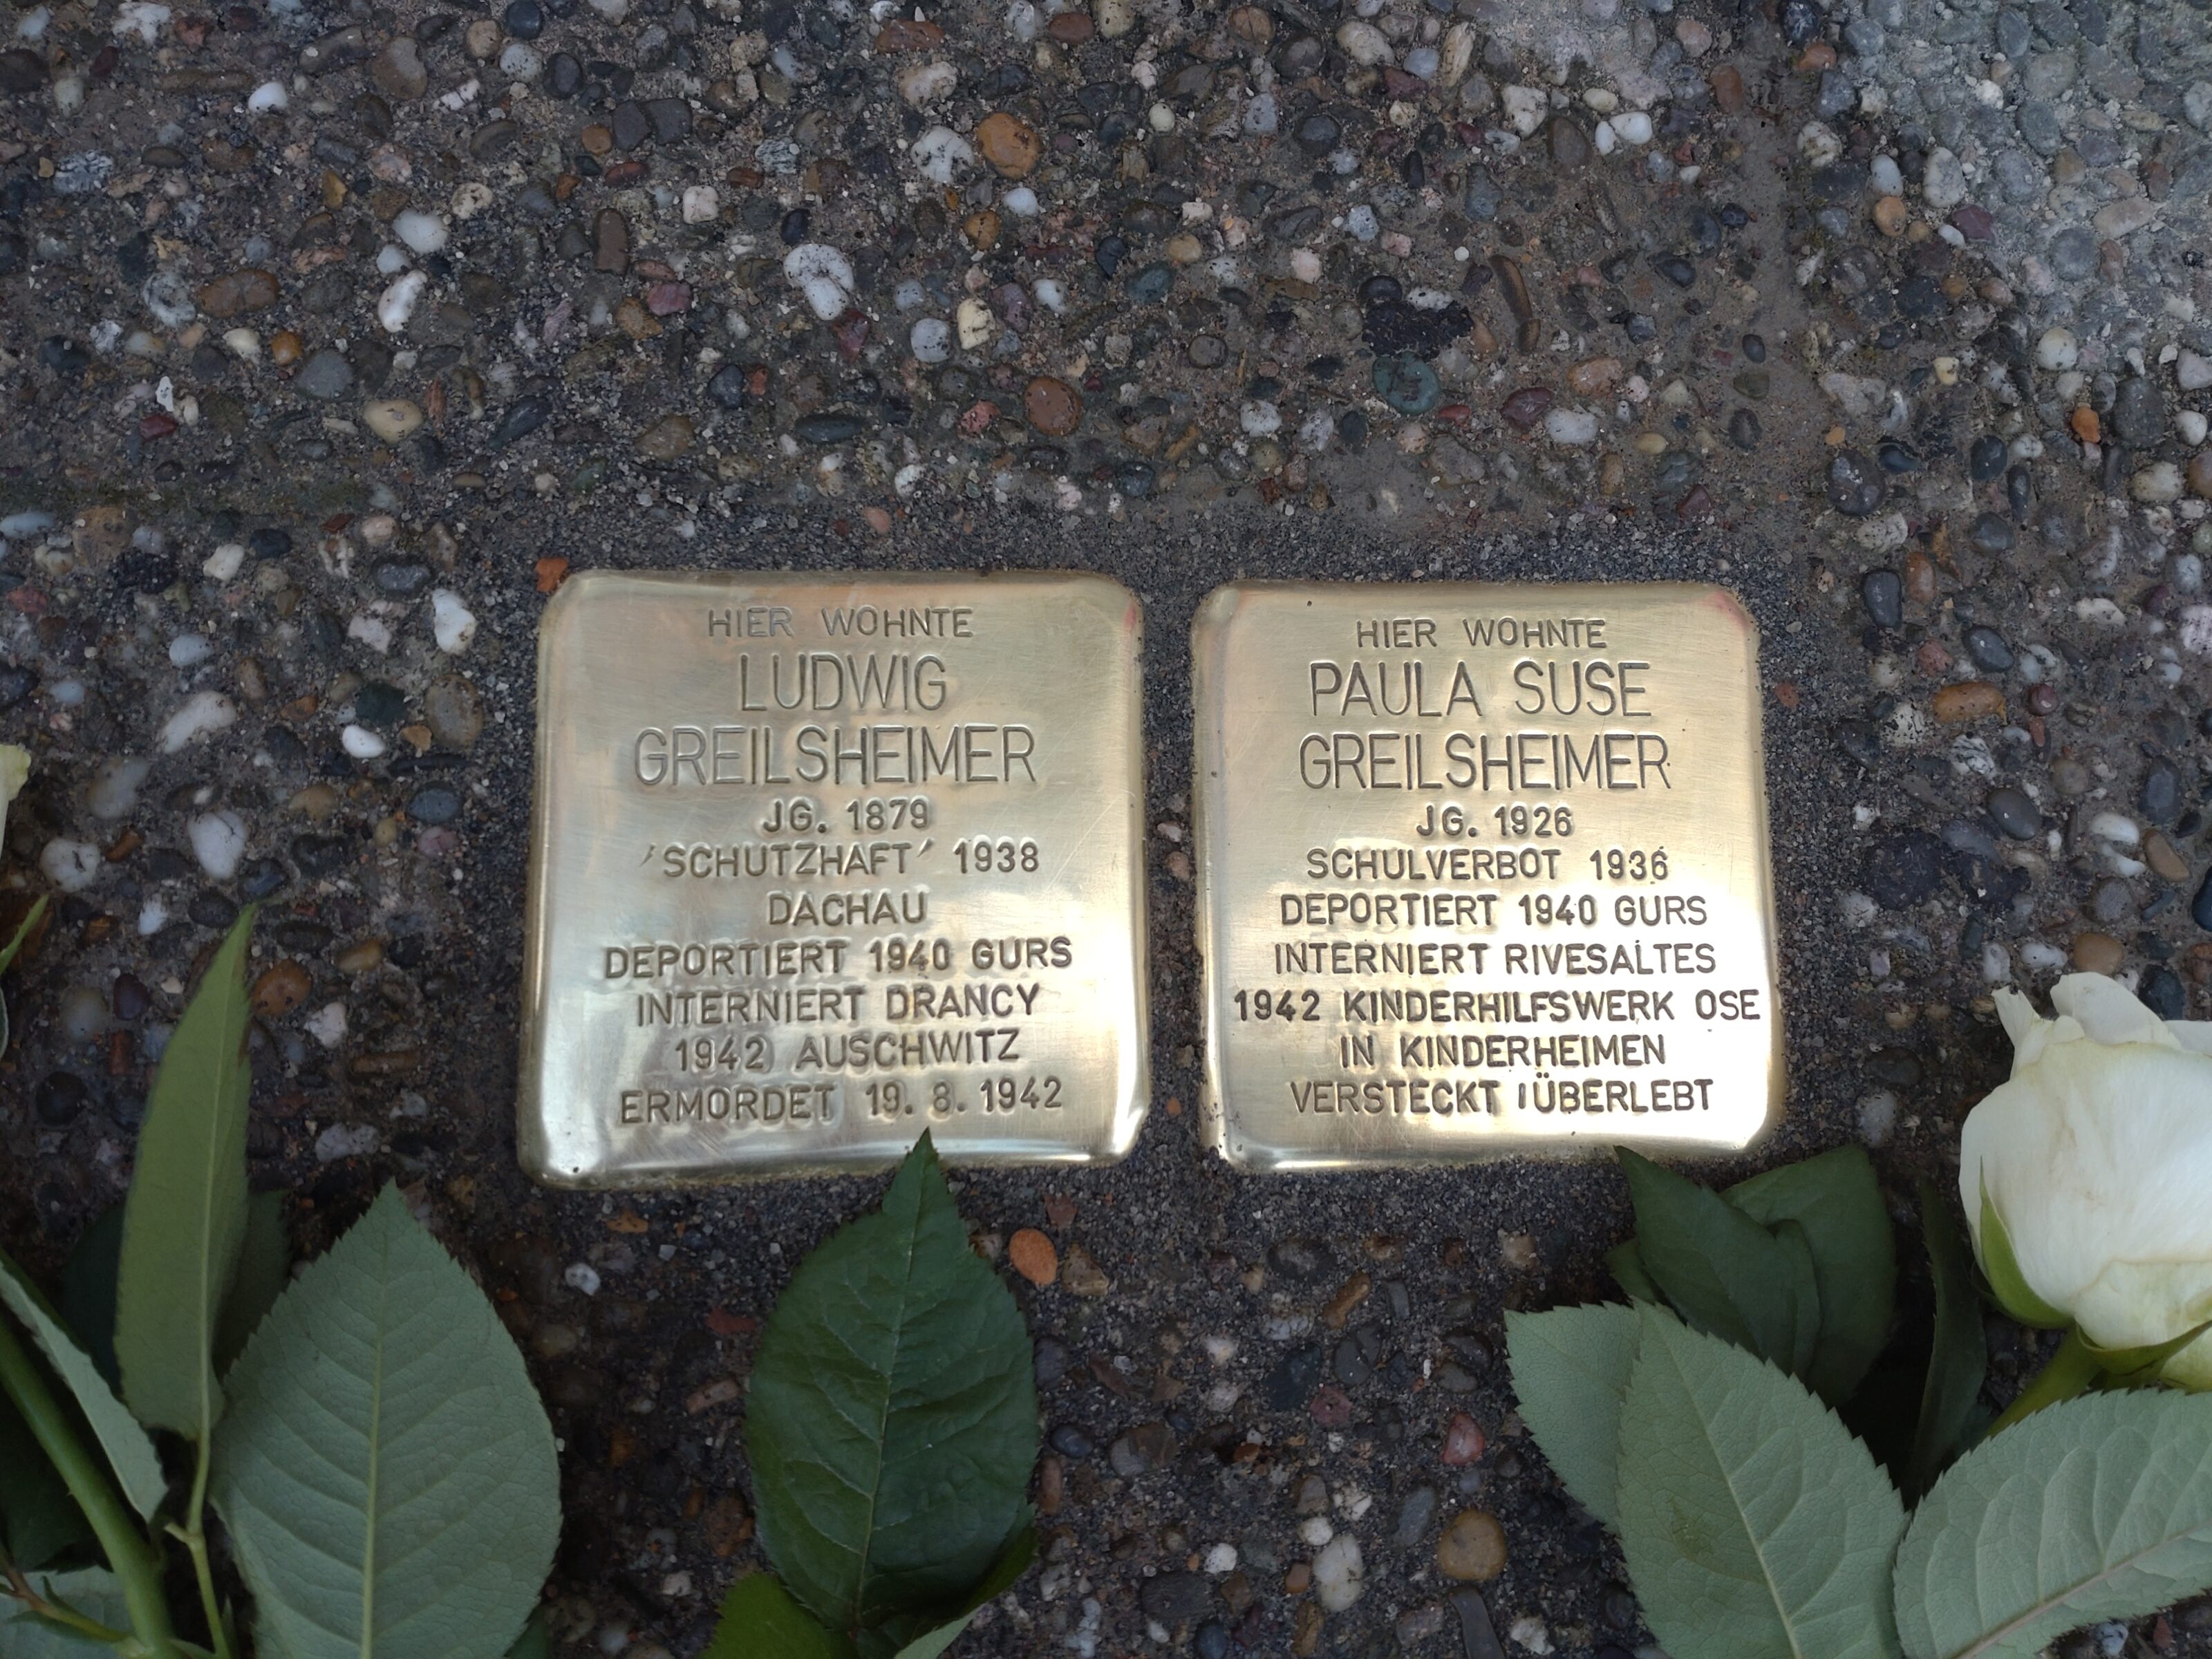 HIER WOHNTE
LUDWIG
GREILSHEIMER
JG. 1879
'SCHUTZHAFT' 1938
DACHAU
DEPORTIERT 1940 GURS
INTERNIERT DRANCY
1942 AUSCHWITZ
ERMORDET 19. 8. 1942
HIER WOHNTE
PAULA SUSE
GREILSHEIMER
JG. 1926
SCHULVERBOT 1936
DEPORTIERT 1940 GURS
INTERNIERT RIVESALTES
1942 KINDERHILFSWERK OSE
IN KINDERHEIMEN
VERSTECKT / ÜBERLEBT